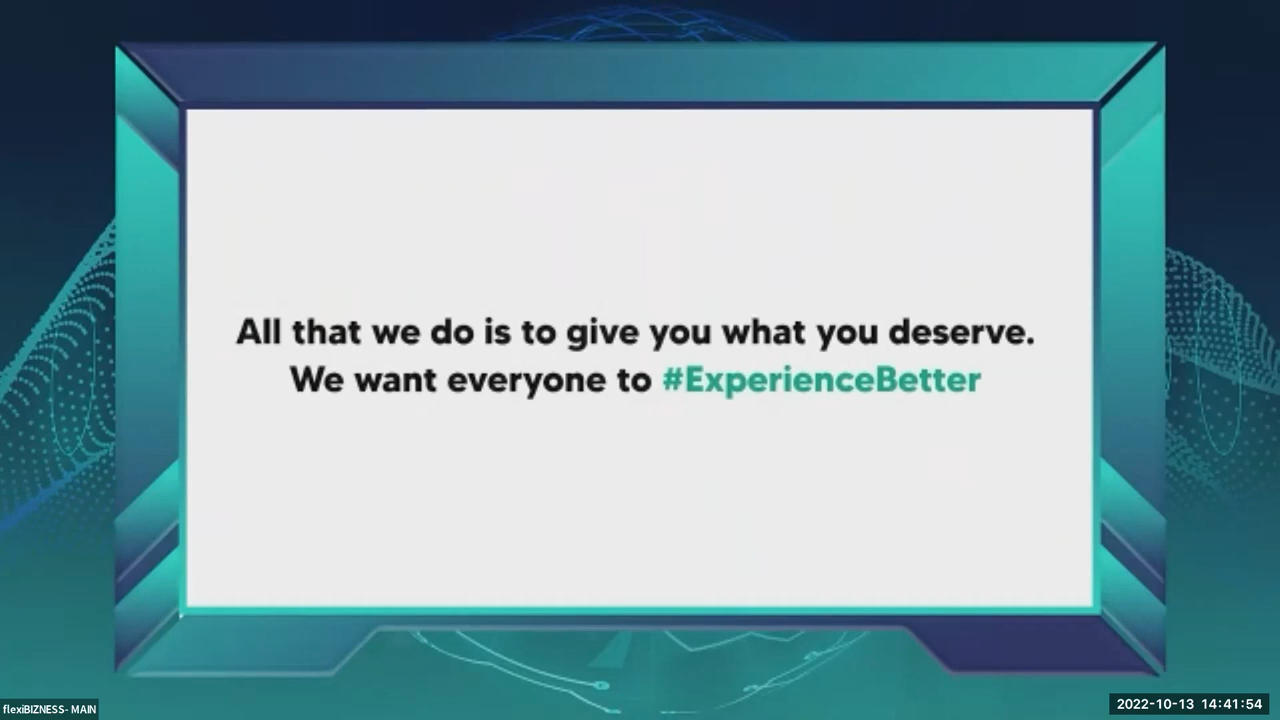 All that we do is to give you what you deserve.
We want everyone to #ExperienceBetter
flexiBIZNESS- MAIN
2022-10-13 14:41:54